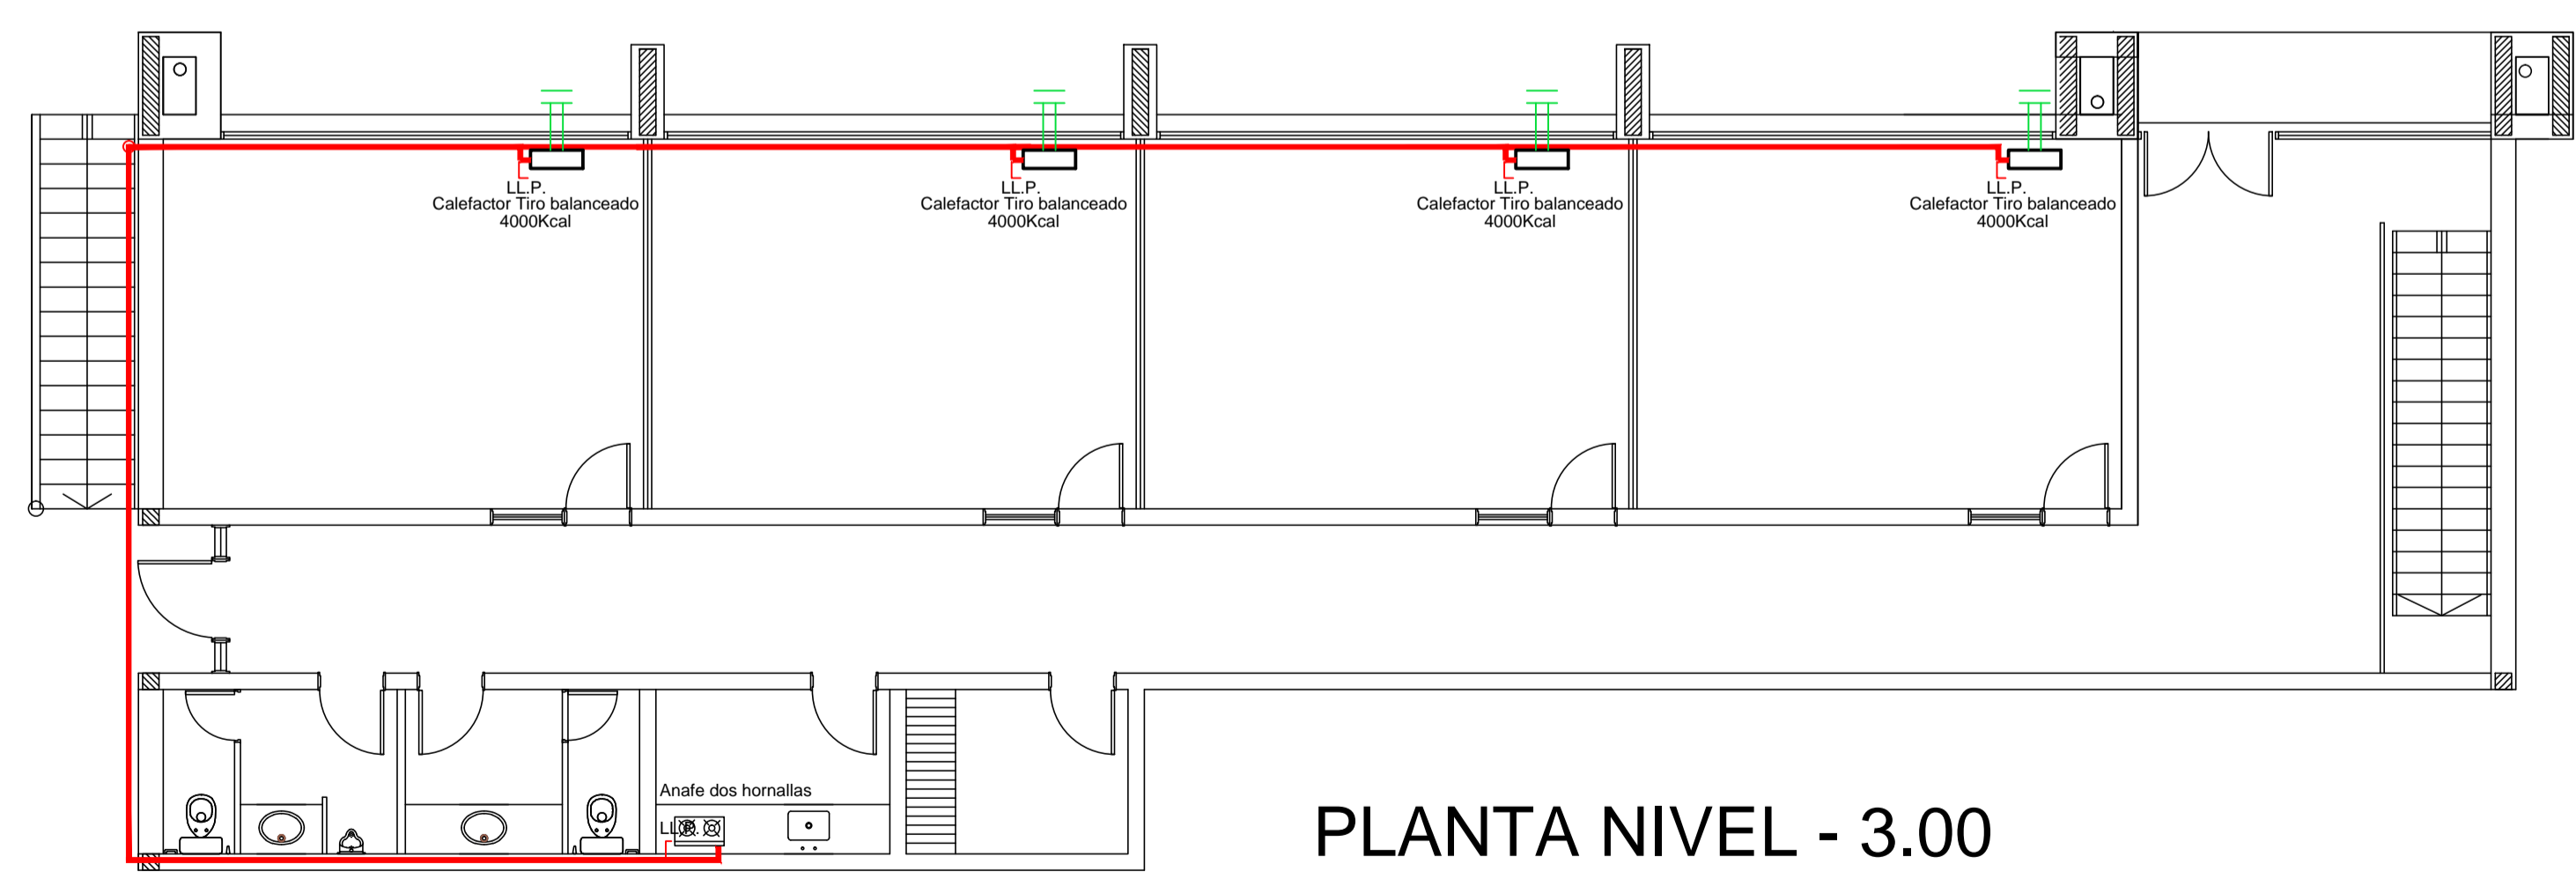 LL.P.
Calefactor Tiro balanceado
4000Kcal
LL.P.
Calefactor Tiro balanceado
4000Kcal
LL.P.
Calefactor Tiro balanceado
4000Kcal
LL.P.
Calefactor Tiro balanceado
4000Kcal
Anafe dos hornallas
LL.P.
PLANTA NIVEL - 3.00